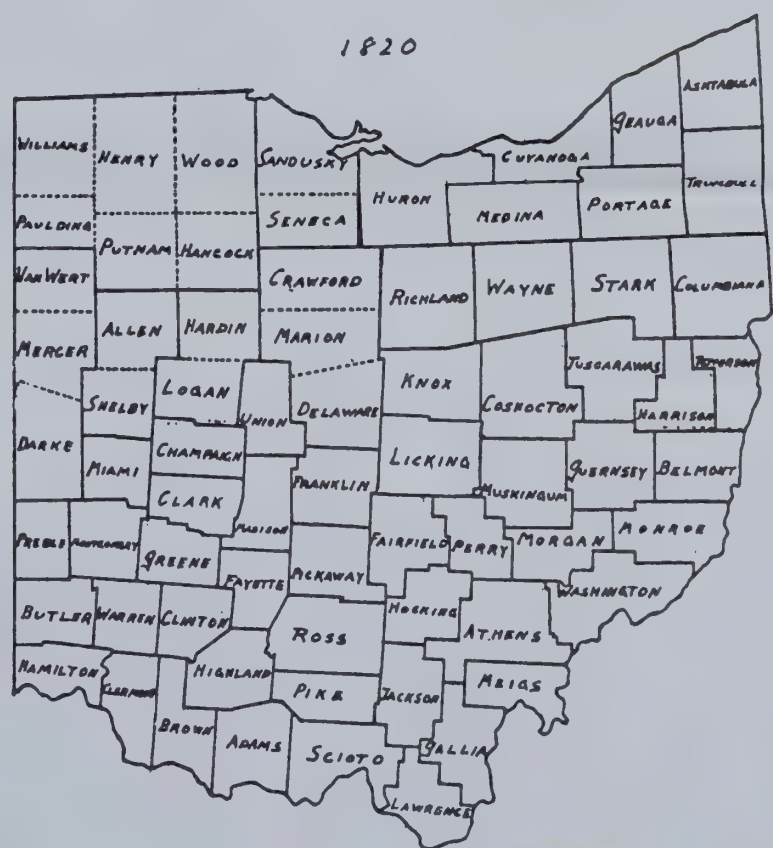 1820
ASHTABULA
GEAUGA
WILLIAMS
HENRY
WOOD
SANDUSKY
CUYAHOGA
TRUMBULL
HURON
MEDINA
PORTAGE
PAULDING
PUTNAM
HANCOCK
SENECA
VAN WERT
CRAWFORD
RICHLAND
WAYNE
STARK
COLUMBIANA
MERCER
ALLEN
HARDIN
MARION
TUSCARAWAS
JEFFERSON
SHELBY
LOGAN
UNION
DELAWARE
KNOX
COSHOCTON
HARRISON
DARKE
MIAMI
CHAMPAIGN
LICKING
GUERNSEY
BELMONT
CLARK
FRANKLIN
MUSKINGUM
PREBLE
MONTGOMERY
GREENE
MADISON
FAIRFIELD
PERRY
MORGAN
MONROE
FAYETTE
PICKAWAY
WASHINGTON
BUTLER
WARREN
CLINTON
ROSS
HOCKING
ATHENS
HAMILTON
CLERMONT
HIGHLAND
PIKE
JACKSON
MEIGS
BROWN
ADAMS
SCIOTO
GALLIA
LAWRENCE